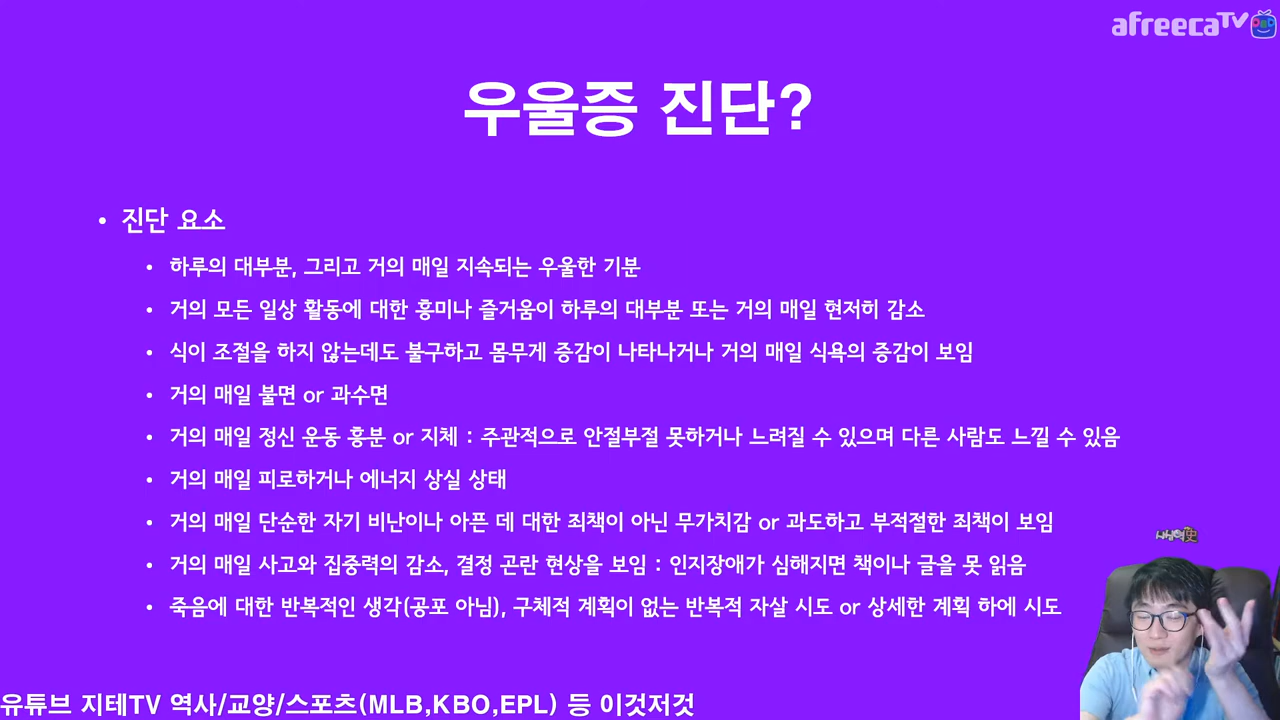 afreecaTV
우울증 진단?
• 진단 요소
• 하루의 대부분, 그리고 거의 매일 지속되는 우울한 기분
• 거의 모든 일상 활동에 대한 흥미나 즐거움이 하루의 대부분 또는 거의 매일 현저히 감소
• 식이 조절을 하지 않는데도 불구하고 몸무게 증감이 나타나거나 거의 매일 식욕의 증감이 보임
• 거의 매일 불면 or 과수면
• 거의 매일 정신 운동 흥분 or 지체 : 주관적으로 안절부절 못하거나 느려질 수 있으며 다른 사람도 느낄 수 있음
• 거의 매일 피로하거나 에너지 상실 상태
• 거의 매일 단순한 자기 비난이나 아픈 데 대한 죄책이 아닌 무가치감 or 과도하고 부적절한 죄책이 보임
• 거의 매일 사고와 집중력의 감소, 결정 곤란 현상을 보임 : 인지장애가 심해지면 책이나 글을 못 읽음
• 죽음에 대한 반복적인 생각(공포 아님), 구체적 계획이 없는 반복적 자살 시도 or 상세한 계획 하에 시도
유튜브 지테TV 역사/교양/스포츠(MLB,KBO,EPL) 등 이것저것